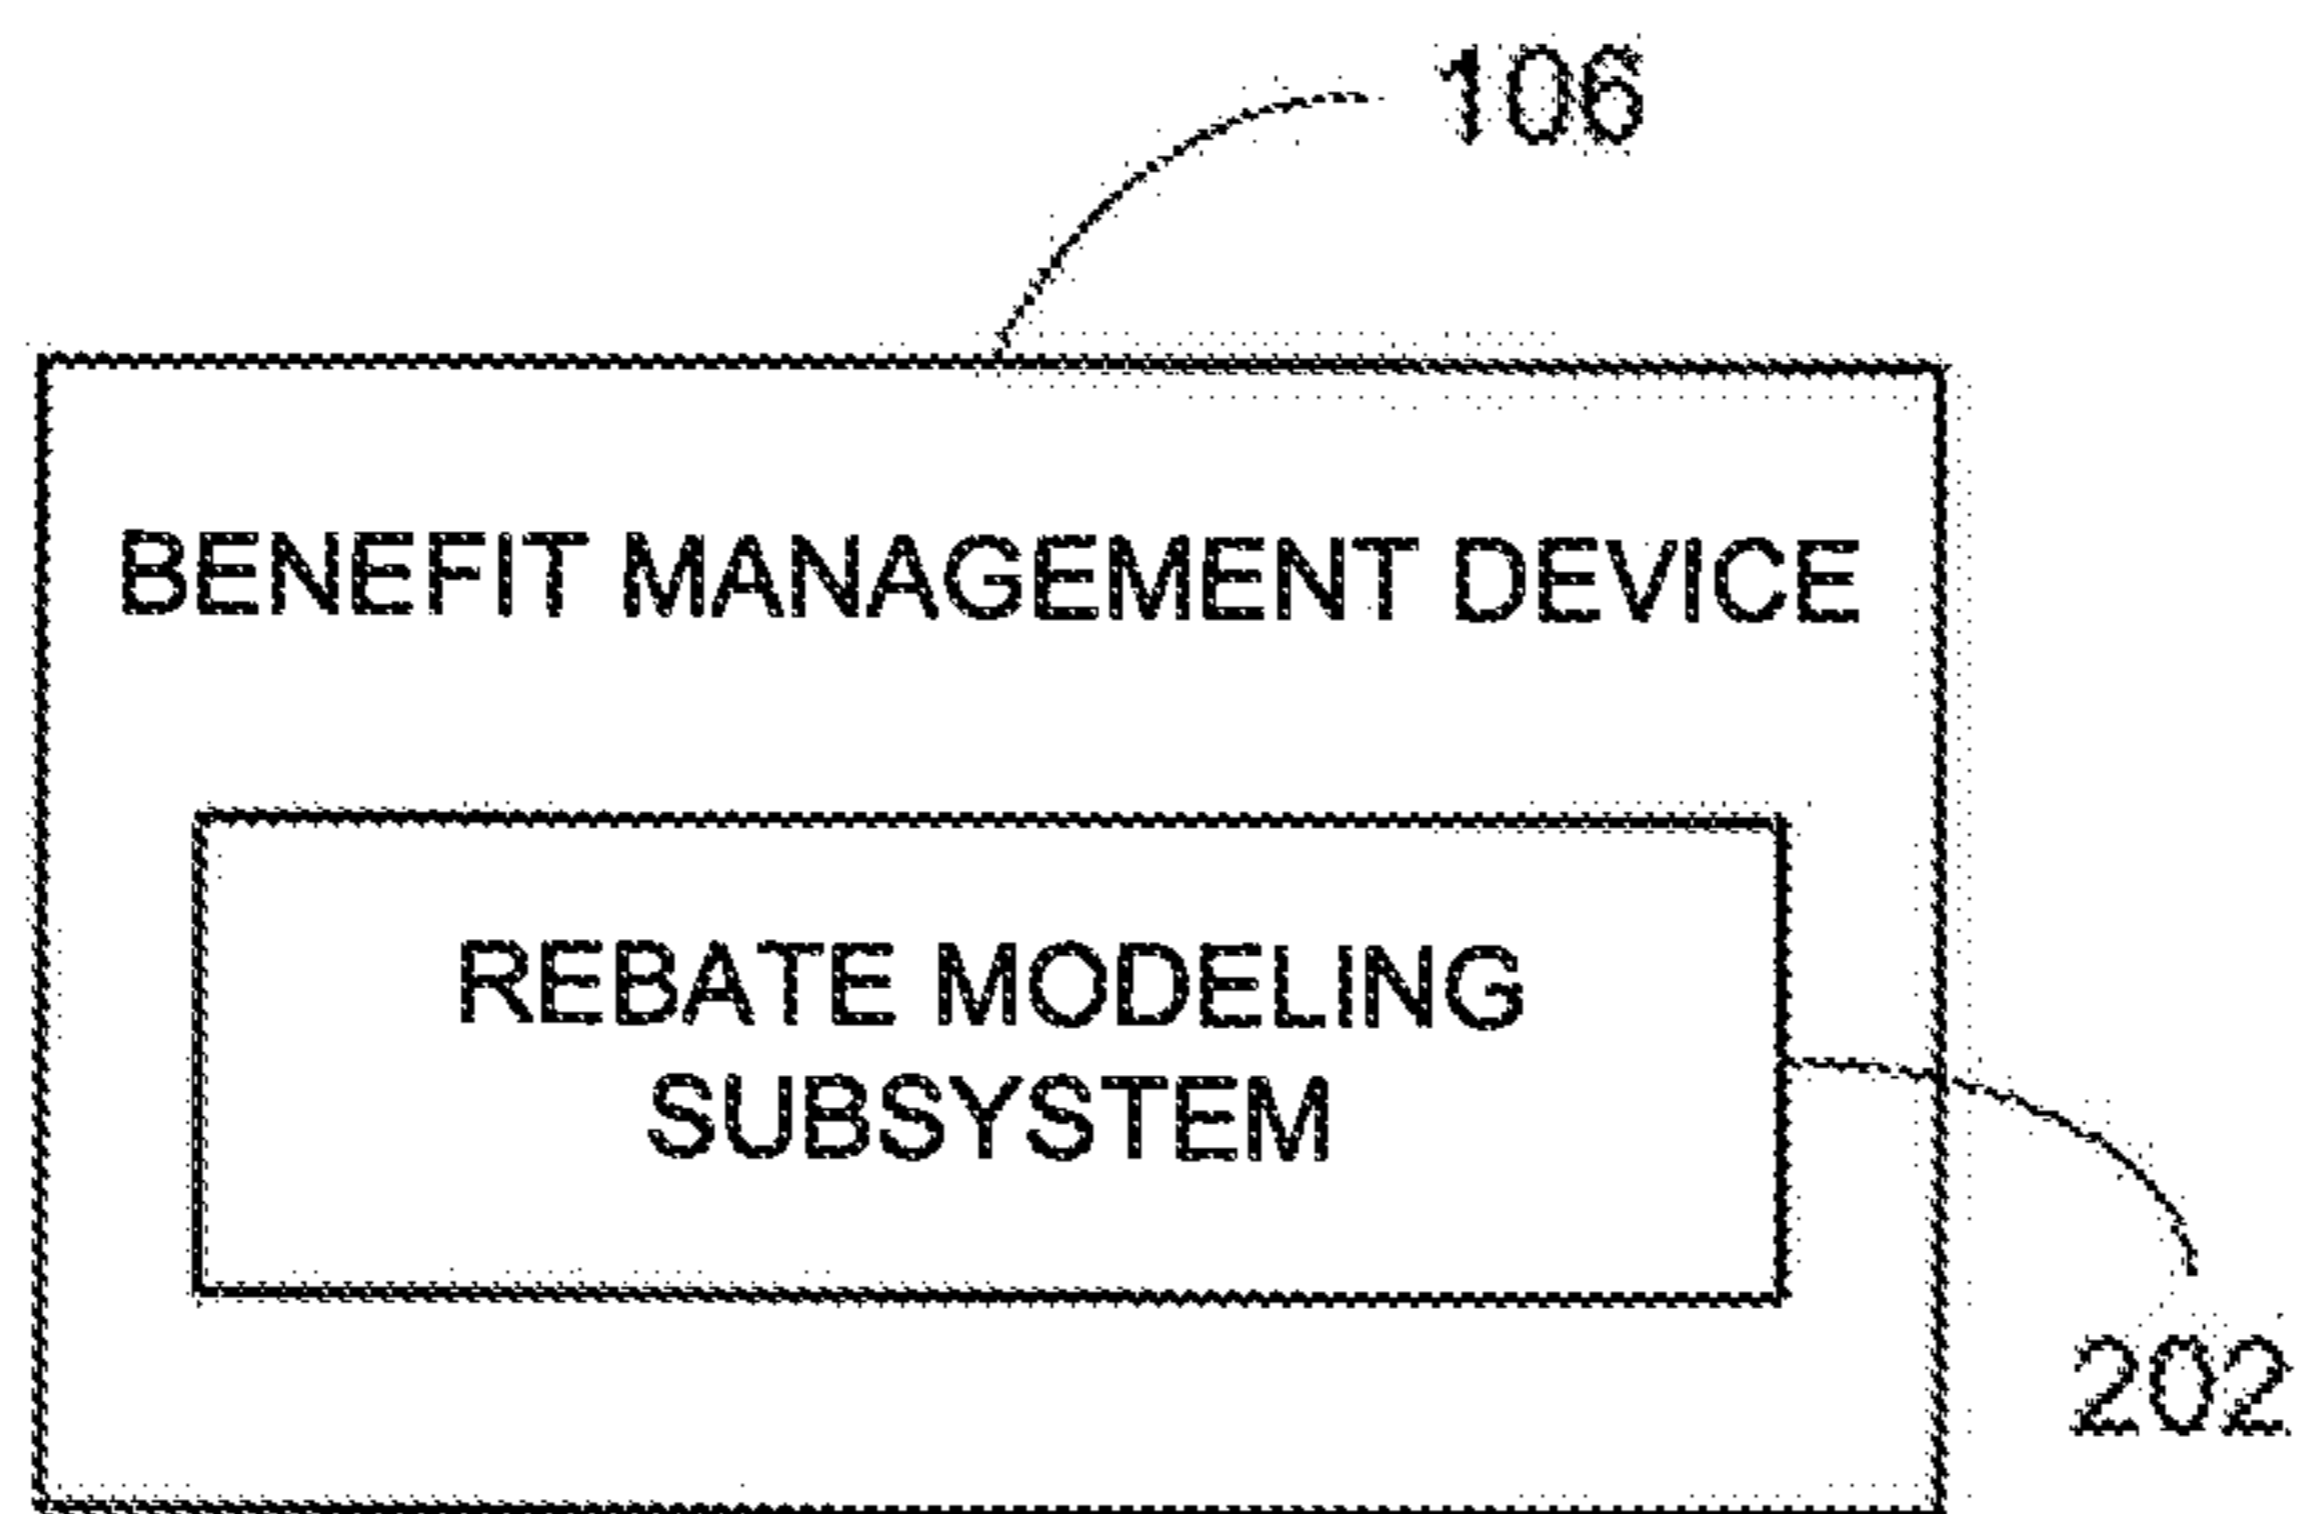 106
BENEFIT MANAGEMENT DEVICE
REBATE MODELING
SUBSYSTEM
202